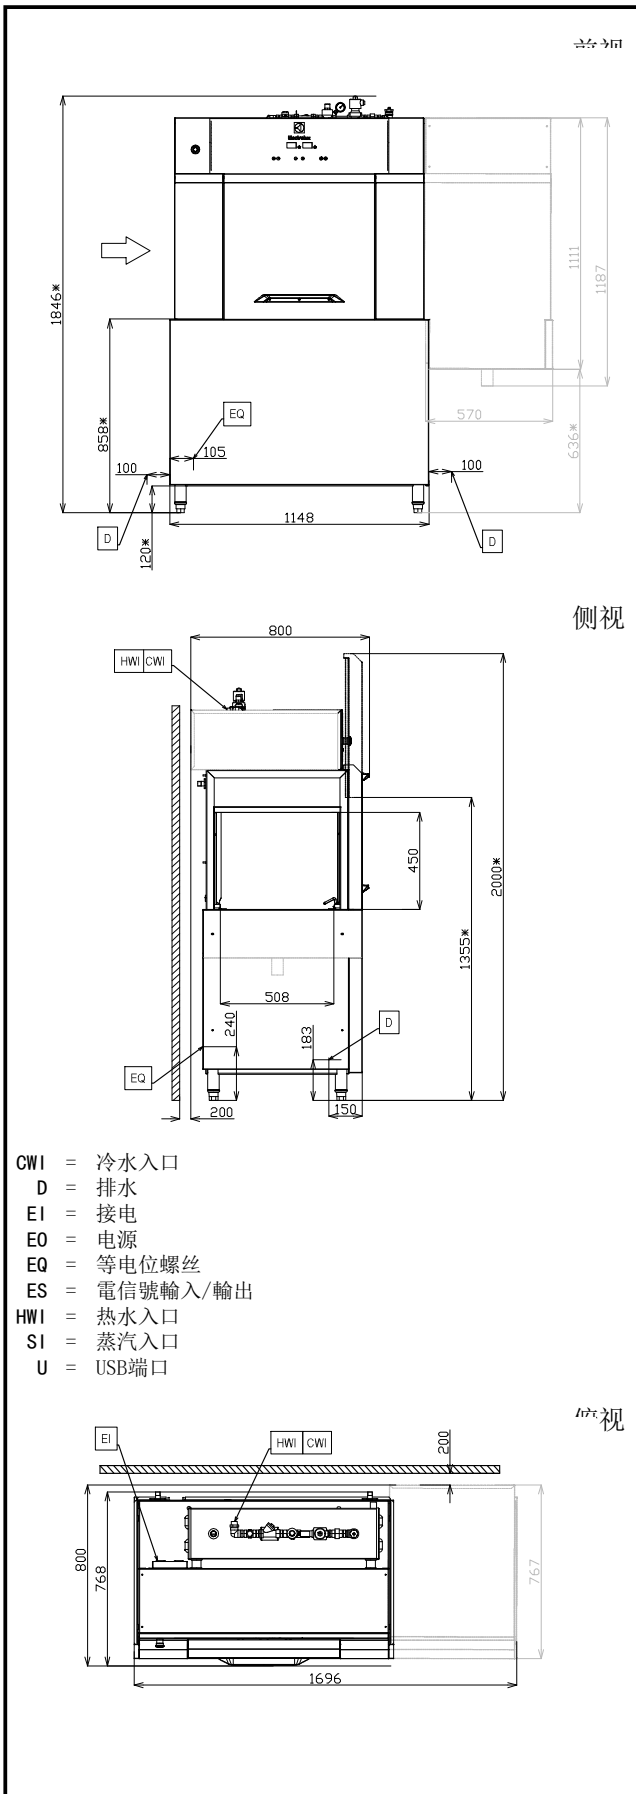 前视
1846*
858*
120*
100
D
105
EQ
1148
100
D
570
636*
1111
1187
Electrolux
侧视
800
HWI CWI
450
2000*
1355*
508
240
183
D
EQ
200
150
CWI = 冷水入口
D = 排水
EI = 接电
EO = 电源
EQ = 等电位螺丝
ES = 電信號輸入/輸出
HWI = 热水入口
SI = 蒸汽入口
U = USB端口
俯视
EI
HWI CWI
200
800
768
767
1696